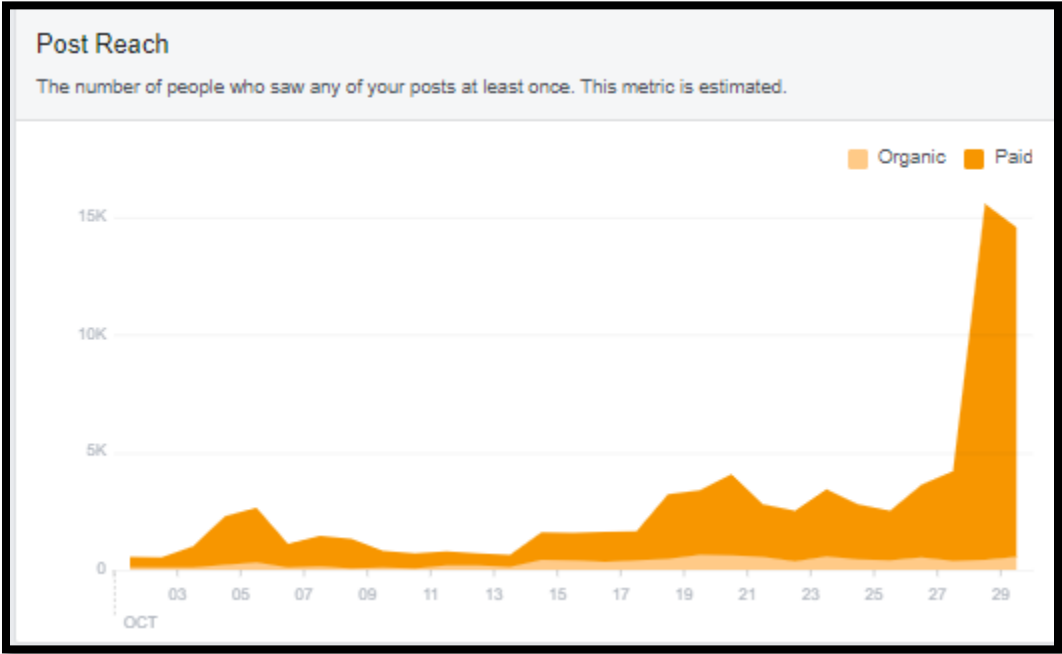 Post Reach
The number of people who saw any of your posts at least once. This metric is estimated.
Organic Paid
15K
10K
5K
0
03 05 07 09 11 13 15 17 19 21 23 25 27 29
OCT